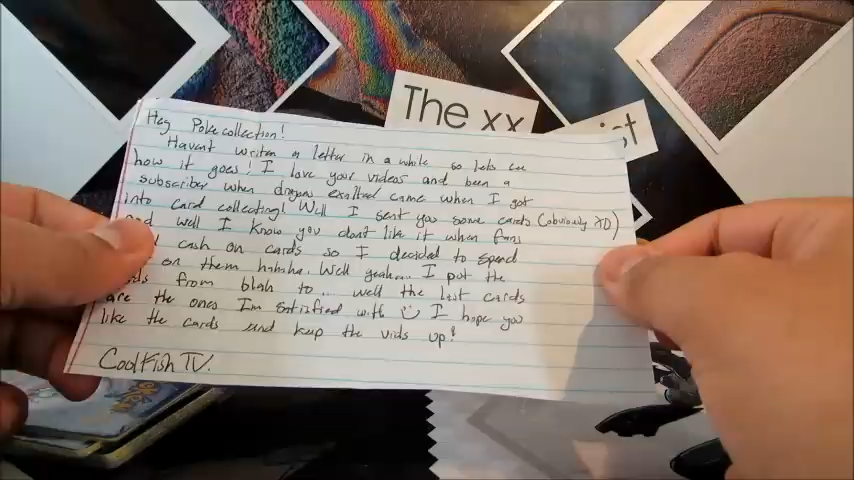 The xx
Hey Pokecollection!
Havent written a letter in a while so lets see
how it goes! I love your videos and been a
subscriber when dragons exalted came when I got
into card collecting! Well I sent you some cards (obviously XD)
and well I know you dont like it when fans
cash on cards so I decided to spend
on them hahaha. Well yeah... I put the
from blah to... well the last cards
are the ones Im satisfied with :) I hope you
like the cards and keep the vids up!
CoolFish TV.